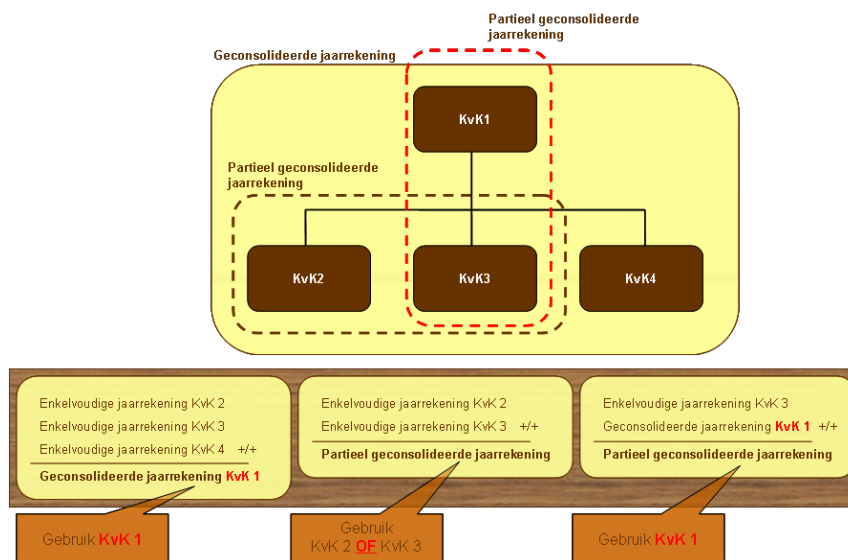 Partieel geconsolideerde
jaarrekening
Geconsolideerde jaarrekening
KvK1
Partieel geconsolideerde
jaarrekening
KvK2
KvK3
KvK4
Enkelvoudige jaarrekening KvK 2
Enkelvoudige jaarrekening KvK 3
Enkelvoudige jaarrekening KvK 4 +/+
Geconsolideerde jaarrekening KvK 1
Enkelvoudige jaarrekening KvK 2
Enkelvoudige jaarrekening KvK 3 +/+
Partieel geconsolideerde jaarrekening
Enkelvoudige jaarrekening KvK 3
Geconsolideerde jaarrekening KvK 1 +/+
Partieel geconsolideerde jaarrekening
Gebruik KvK 1
Gebruik
KvK 2 OF KvK 3
Gebruik KvK 1